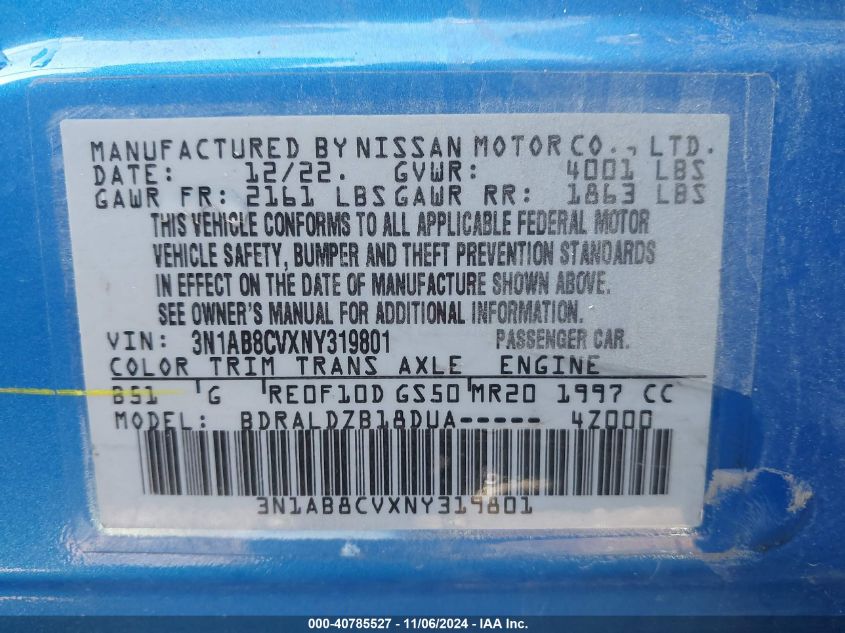 MANUFACTURED BY NISSAN MOTOR CO., LTD.
DATE: 12/22. GVWR: 4001 LBS
GAWR FR: 2161 LBS GAWR RR: 1863 LBS
THIS VEHICLE CONFORMS TO ALL APPLICABLE FEDERAL MOTOR
VEHICLE SAFETY, BUMPER AND THEFT PREVENTION STANDARDS
IN EFFECT ON THE DATE OF MANUFACTURE SHOWN ABOVE.
SEE OWNER'S MANUAL FOR ADDITIONAL INFORMATION.
VIN: 3N1AB8CVXNY319801 PASSENGER CAR.
COLOR TRIM TRANS AXLE ENGINE
B51 G RE0F10D GS50 MR20 1997 CC
MODEL: BDRALDZB18DUA----- 4Z000
3N1AB8CVXNY319801
000-40785527 - 11/06/2024 - IAA Inc.